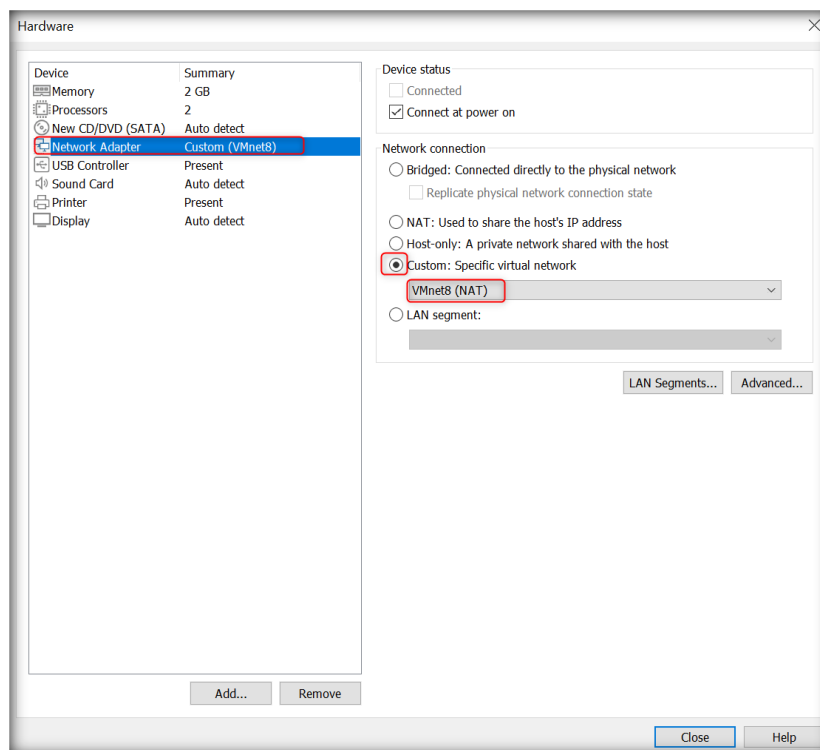 Hardware
Device Summary
Memory 2 GB
Processors 2
New CD/DVD (SATA) Auto detect
Network Adapter Custom (VMnet8)
USB Controller Present
Sound Card Auto detect
Printer Present
Display Auto detect
Add... Remove
Device status
Connected
Connect at power on
Network connection
Bridged: Connected directly to the physical network
Replicate physical network connection state
NAT: Used to share the host's IP address
Host-only: A private network shared with the host
Custom: Specific virtual network
VMnet8 (NAT)
LAN segment:
LAN Segments... Advanced...
Close Help